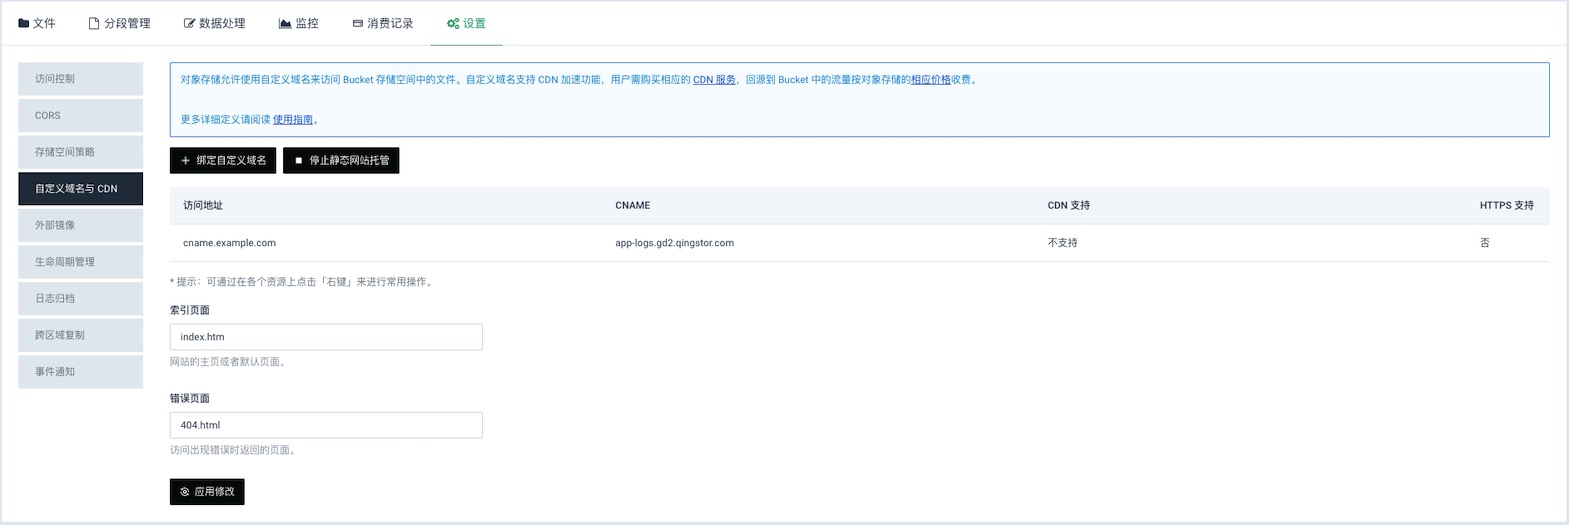 文件 分段管理 数据处理 监控 消费记录 设置
访问控制
CORS
存储空间策略
自定义域名与 CDN
外部镜像
生命周期管理
日志归档
跨区域复制
事件通知
对象存储允许使用自定义域名来访问 Bucket 存储空间中的文件。自定义域名支持 CDN 加速功能，用户需购买相应的 CDN 服务，回源到 Bucket 中的流量按对象存储的相应价格收费。
更多详细定义请阅读 使用指南。
绑定自定义域名 停止静态网站托管
访问地址 CNAME CDN 支持 HTTPS 支持
cname.example.com app-logs.gd2.qingstor.com 不支持 否
* 提示：可通过在各个资源上点击「右键」来进行常用操作。
索引页面
index.htm
网站的主页或者默认页面。
错误页面
404.html
访问出现错误时返回的页面。
应用修改